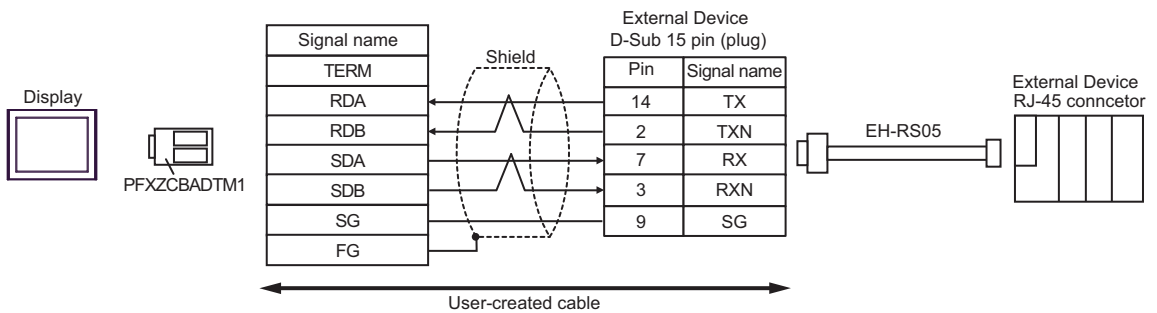 External Device
D-Sub 15 pin (plug)
Signal name
Shield
TERM
Pin Signal name
External Device
RJ-45 conncetor
Display
RDA
14 TX
RDB
2 TXN
EH-RS05
SDA
7 RX
PFXZCBADTM1
SDB
3 RXN
SG
9 SG
FG
User-created cable